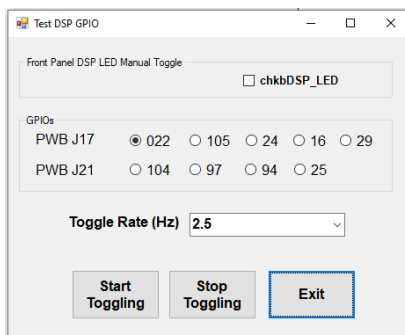 Test DSP GPIO
Front Panel DSP LED Manual Toggle
chkbDSP_LED
GPIOs
PWB J17 022 105 24 16 29
PWB J21 104 97 94 25
Toggle Rate (Hz) 2.5
Start
Toggling
Stop
Toggling
Exit